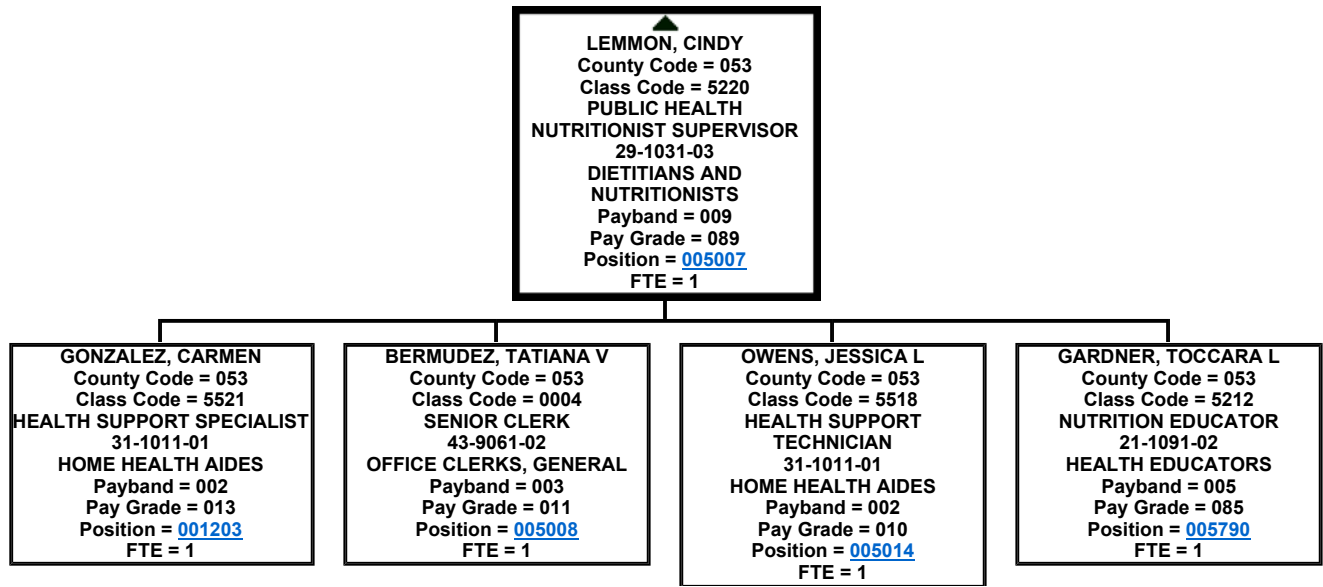 LEMMON, CINDY
County Code = 053
Class Code = 5220
PUBLIC HEALTH
NUTRITIONIST SUPERVISOR
29-1031-03
DIETITIANS AND
NUTRITIONISTS
Payband = 009
Pay Grade = 089
Position = 005007
FTE = 1
GONZALEZ, CARMEN
County Code = 053
Class Code = 5521
HEALTH SUPPORT SPECIALIST
31-1011-01
HOME HEALTH AIDES
Payband = 002
Pay Grade = 013
Position = 001203
FTE = 1
BERMUDEZ, TATIANA V
County Code = 053
Class Code = 0004
SENIOR CLERK
43-9061-02
OFFICE CLERKS, GENERAL
Payband = 003
Pay Grade = 011
Position = 005008
FTE = 1
OWENS, JESSICA L
County Code = 053
Class Code = 5518
HEALTH SUPPORT
TECHNICIAN
31-1011-01
HOME HEALTH AIDES
Payband = 002
Pay Grade = 010
Position = 005014
FTE = 1
GARDNER, TOCCARA L
County Code = 053
Class Code = 5212
NUTRITION EDUCATOR
21-1091-02
HEALTH EDUCATORS
Payband = 005
Pay Grade = 085
Position = 005790
FTE = 1